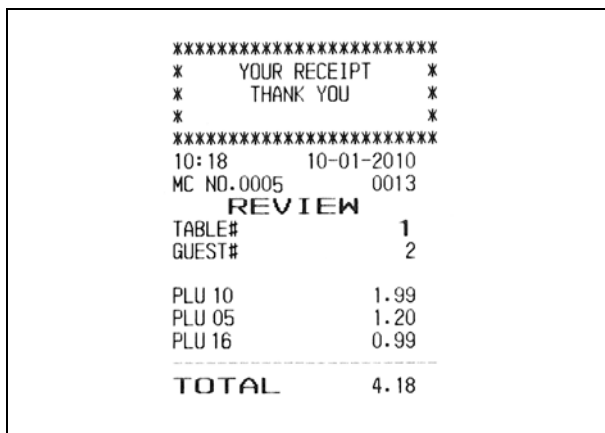 ************************
* YOUR RECEIPT *
* THANK YOU *
* *
************************
10:18 10-01-2010
MC NO.0005 0013
REVIEW
TABLE# 1
GUEST# 2
PLU 10 1.99
PLU 05 1.20
PLU 16 0.99
TOTAL 4.18